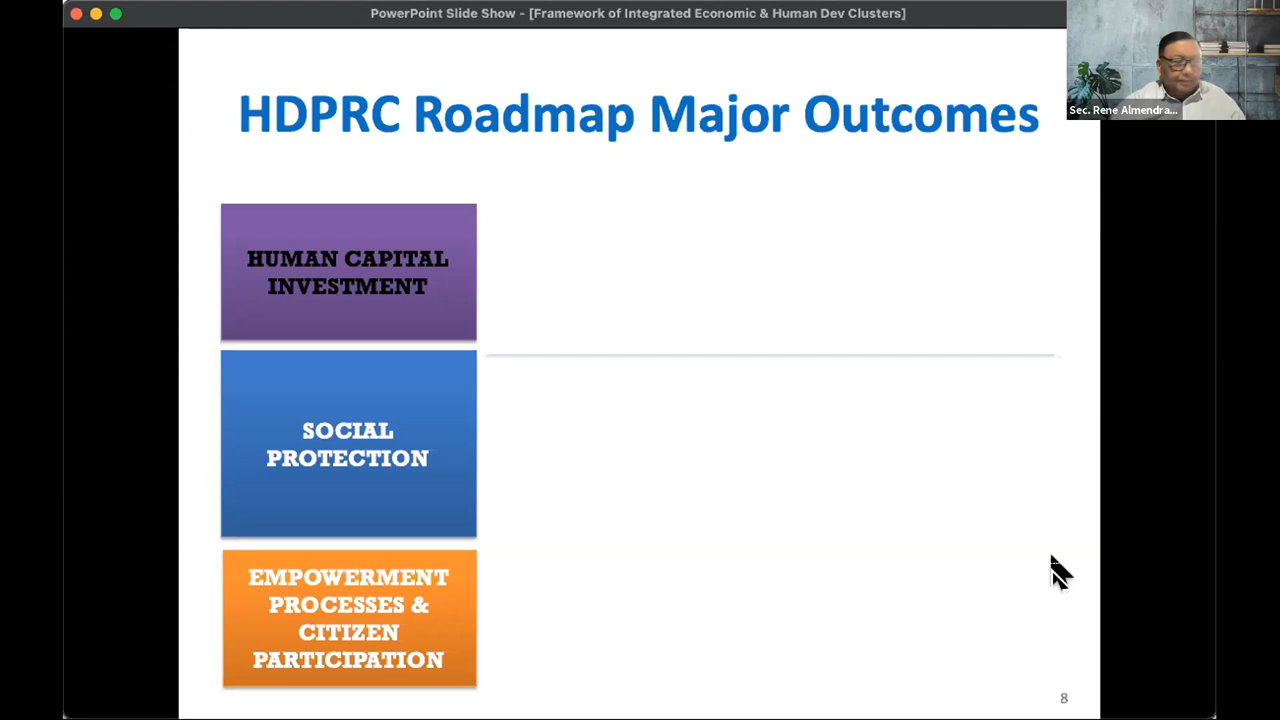 PowerPoint Slide Show - [Framework of Integrated Economic & Human Dev Clusters]
Sec. Rene Almendra...
HDPRC Roadmap Major Outcomes
HUMAN CAPITAL
INVESTMENT
SOCIAL
PROTECTION
EMPOWERMENT
PROCESSES &
CITIZEN
PARTICIPATION
8